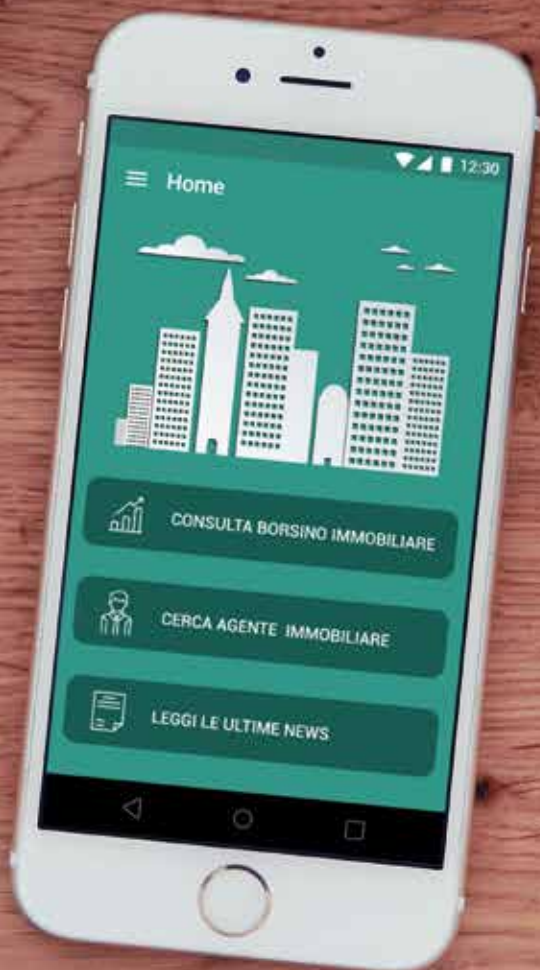 12:30
Home
CONSULTA BORSINO IMMOBILIARE
CERCA AGENTE IMMOBILIARE
LEGGI LE ULTIME NEWS